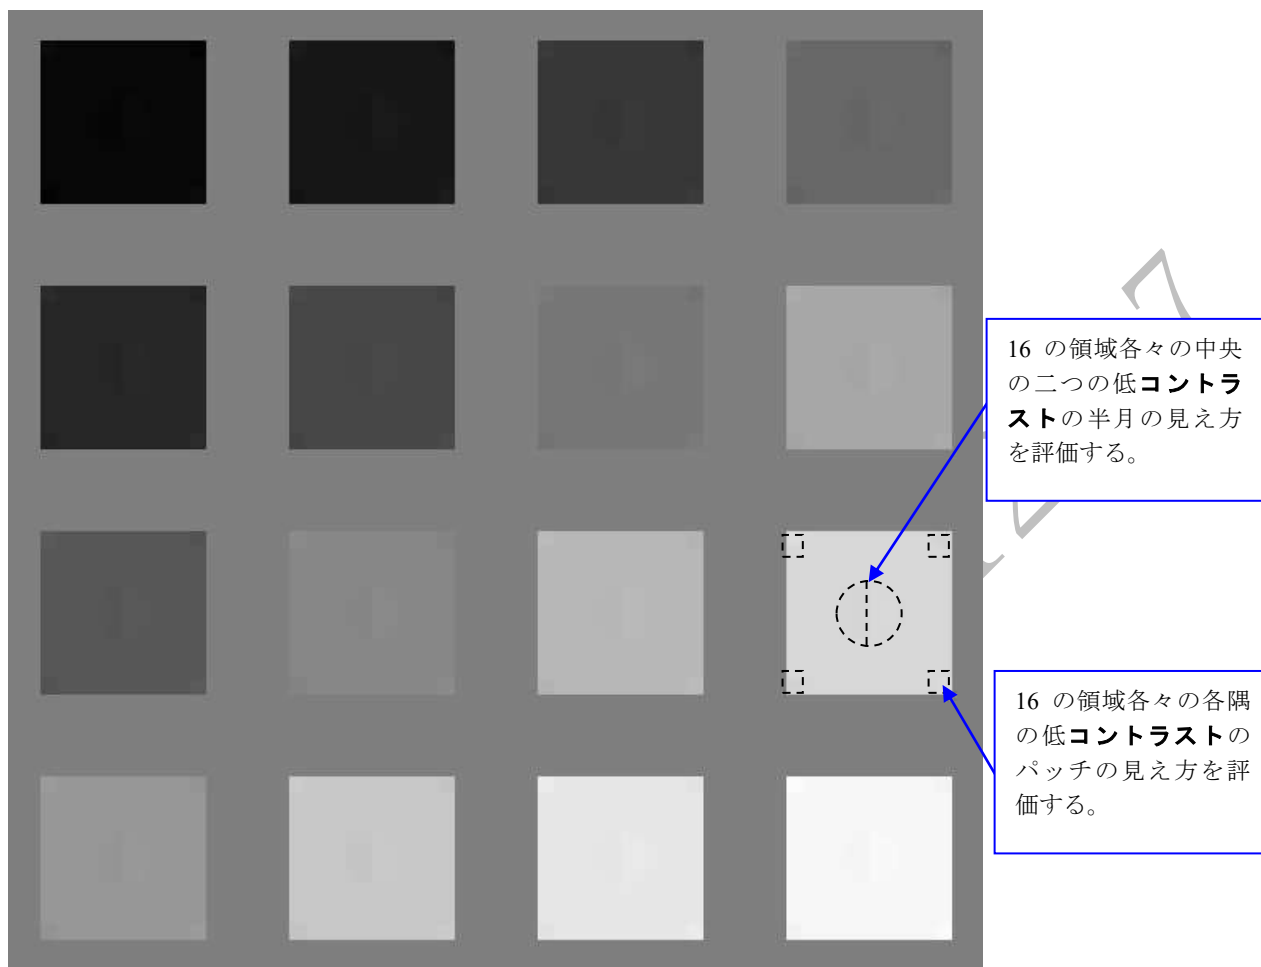 16 の領域各々の中央
の二つの低コントラ
ストの半月の見え方
を評価する。
16 の領域各々の各隅
の低コントラストの
パッチの見え方を評
価する。